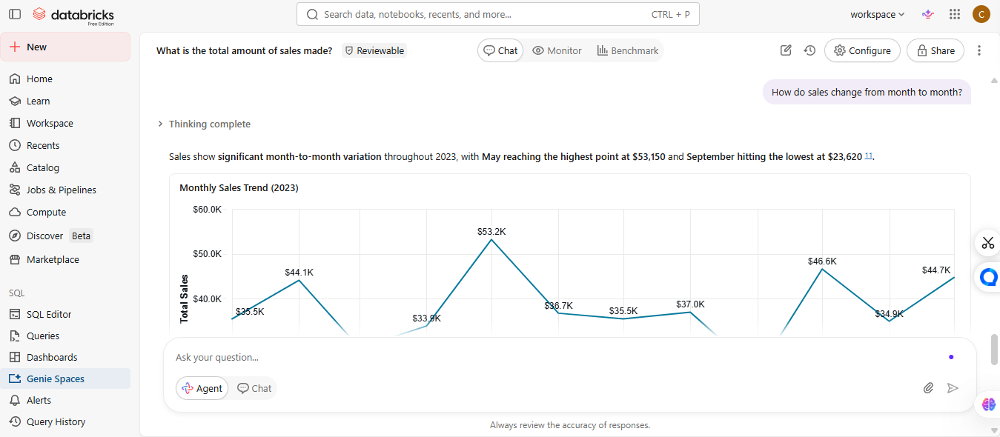 databricks
Free Edition
Search data, notebooks, recents, and more...
CTRL + P
workspace
C
New
Home
Learn
Workspace
Recents
Catalog
Jobs & Pipelines
Compute
Discover Beta
Marketplace
SQL
SQL Editor
Queries
Dashboards
Genie Spaces
Alerts
Query History
What is the total amount of sales made?
Reviewable
Chat
Monitor
Benchmark
Configure
Share
How do sales change from month to month?
Thinking complete
Sales show significant month-to-month variation throughout 2023, with May reaching the highest point at $53,150 and September hitting the lowest at $23,620 11.
Monthly Sales Trend (2023)
Total Sales
$60.0K
$50.0K
$40.0K
$35.5K
$44.1K
$33.9K
$53.2K
$36.7K
$35.5K
$37.0K
$46.6K
$34.9K
$44.7K
Ask your question...
Agent
Chat
Always review the accuracy of responses.